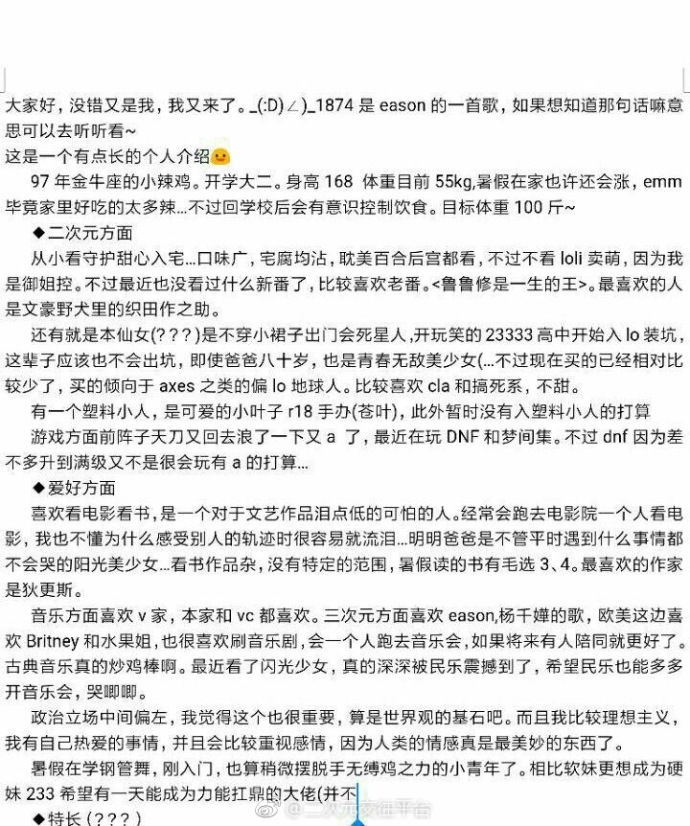 大家好，没错又是我，我又来了。_(:D)∠)_1874 是 eason 的一首歌，如果想知道那句话嘛意
思可以去听听看~
这是一个有点长的个人介绍
97 年金牛座的小辣鸡。开学大二。身高 168 体重目前 55kg,暑假在家也许还会涨，emm
毕竟家里好吃的太多辣…不过回学校后会有意识控制饮食。目标体重 100 斤~
◆二次元方面
从小看守护甜心入宅…口味广，宅腐均沾，耽美百合后宫都看，不过不看 loli 卖萌，因为我
是御姐控。不过最近也没看过什么新番了，比较喜欢老番。<鲁鲁修是一生的王>。最喜欢的人
是文豪野犬里的织田作之助。
还有就是本仙女(？？？)是不穿小裙子出门会死星人，开玩笑的 23333 高中开始入 lo 装坑，
这辈子应该也不会出坑，即使爸爸八十岁，也是青春无敌美少女(…不过现在买的已经相对比
较少了，买的倾向于 axes 之类的偏 lo 地球人。比较喜欢 cla 和搞死系，不甜。
有一个塑料小人，是可爱的小叶子 r18 手办(苍叶)，此外暂时没有入塑料小人的打算
游戏方面前阵子天刀又回去浪了一下又 a 了，最近在玩 DNF 和梦间集。不过 dnf 因为差
不多升到满级又不是很会玩有 a 的打算…
◆爱好方面
喜欢看电影看书，是一个对于文艺作品泪点低的可怕的人。经常会跑去电影院一个人看电
影，我也不懂为什么感受别人的轨迹时很容易就流泪…明明爸爸是不管平时遇到什么事情都
不会哭的阳光美少女…看书作品杂，没有特定的范围，暑假读的书有毛选 3、4。最喜欢的作家
是狄更斯。
音乐方面喜欢 v 家，本家和 vc 都喜欢。三次元方面喜欢 eason,杨千嬅的歌，欧美这边喜
欢 Britney 和水果姐，也很喜欢刷音乐剧，会一个人跑去音乐会，如果将来有人陪同就更好了。
古典音乐真的炒鸡棒啊。最近看了闪光少女，真的深深被民乐震撼到了，希望民乐也能多多
开音乐会，哭唧唧。
政治立场中间偏左，我觉得这个也很重要，算是世界观的基石吧。而且我比较理想主义，
我有自己热爱的事情，并且会比较重视感情，因为人类的情感真是最美妙的东西了。
暑假在学钢管舞，刚入门，也算稍微摆脱手无缚鸡之力的小青年了。相比软妹更想成为硬
妹 233 希望有一天能成为力能扛鼎的大佬(并不
@二次元交往平台
◆特长（？？？）